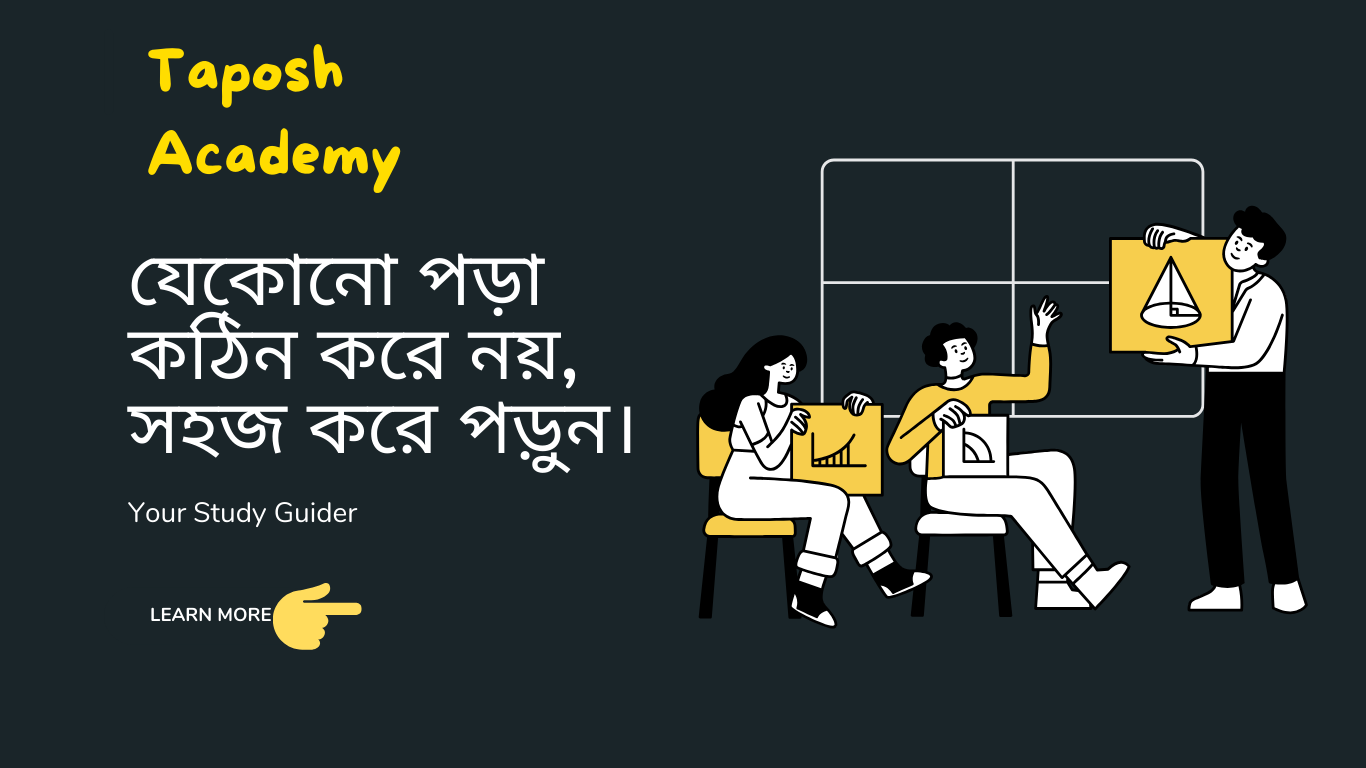 Taposh
Academy
যেকোনো পড়া
কঠিন করে নয়,
সহজ করে পড়ুন।
Your Study Guider
LEARN MORE